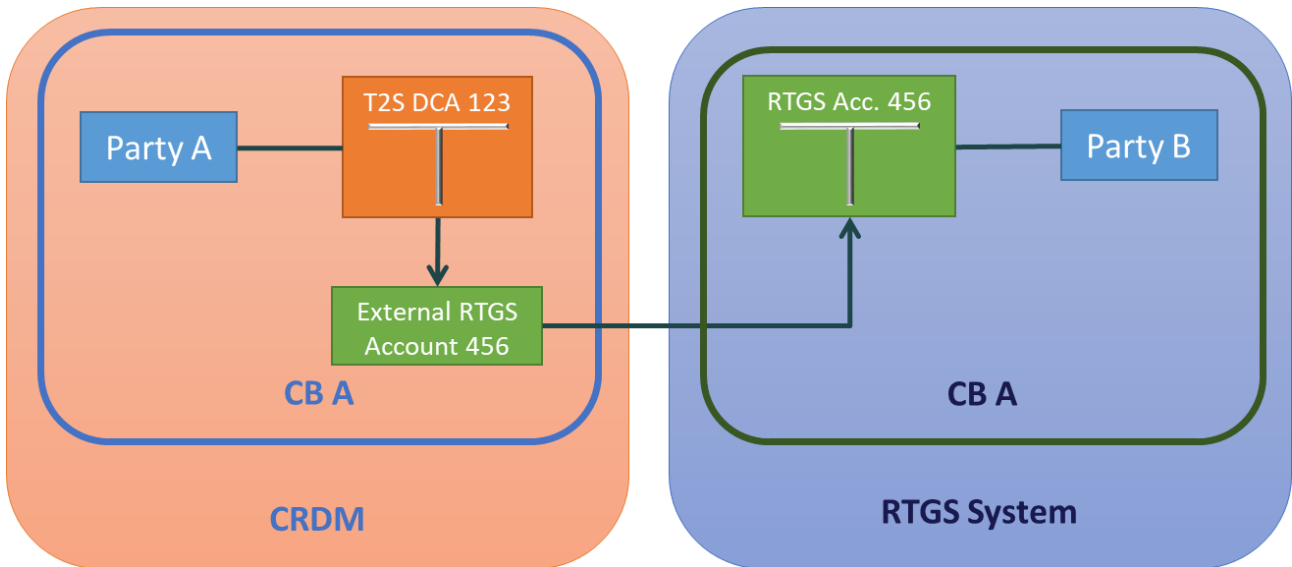 T2S DCA 123
Party A
External RTGS
Account 456
CB A
CRDM
RTGS Acc. 456
Party B
CB A
RTGS System